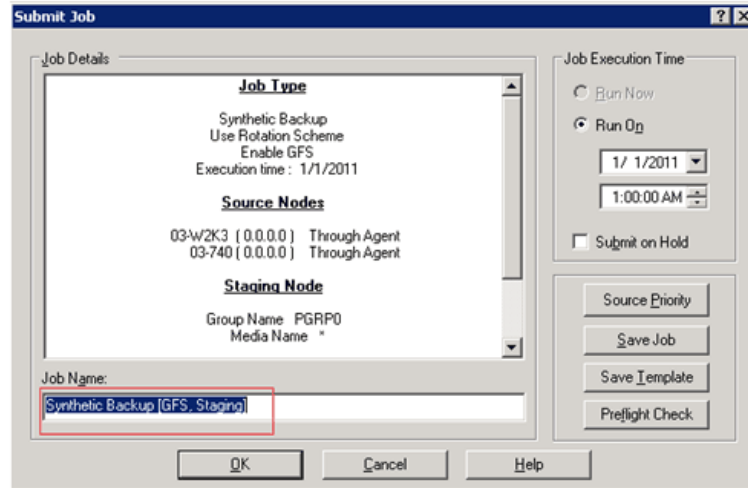 Submit Job
Job Details
Job Type
Synthetic Backup
Use Rotation Scheme
Enable GFS
Execution time : 1/1/2011
Source Nodes
03-W2K3 ( 0.0.0.0 ) Through Agent
03-740 ( 0.0.0.0 ) Through Agent
Staging Node
Group Name PGRP0
Media Name *
Job Name:
Synthetic Backup [GFS, Staging]
Job Execution Time
Run Now
Run On
1/ 1/2011
1:00:00 AM
Submit on Hold
Source Priority
Save Job
Save Template
Preflight Check
OK
Cancel
Help